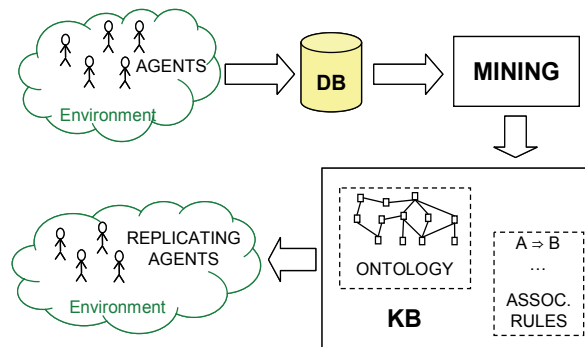 AGENTS
Environment
DB
MINING
REPLICATING
AGENTS
Environment
ONTOLOGY
KB
A ⇒ B
...
ASSOC.
RULES